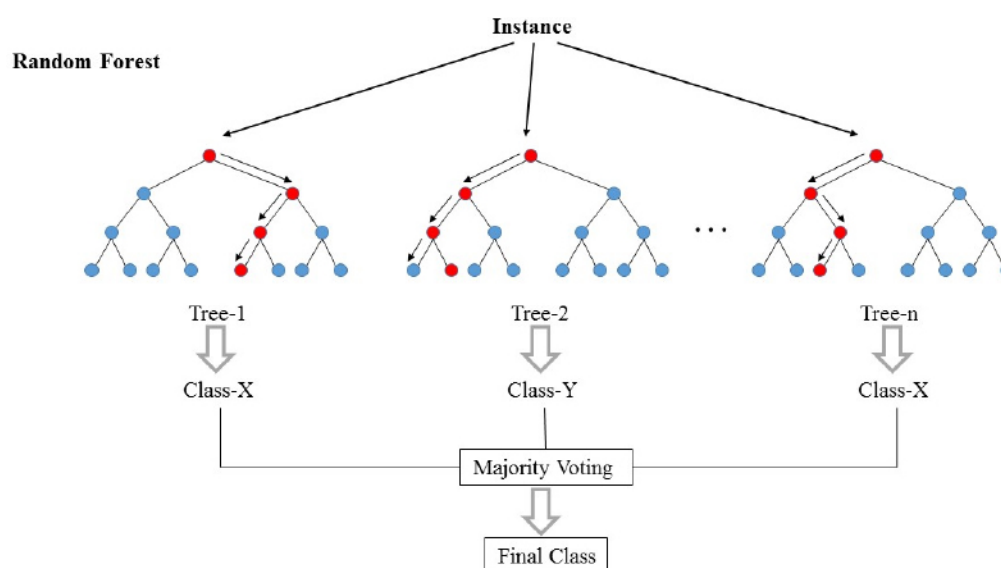 Instance
Random Forest
...
Tree-1
Tree-2
Tree-n
Class-X
Class-Y
Class-X
Majority Voting
Final Class